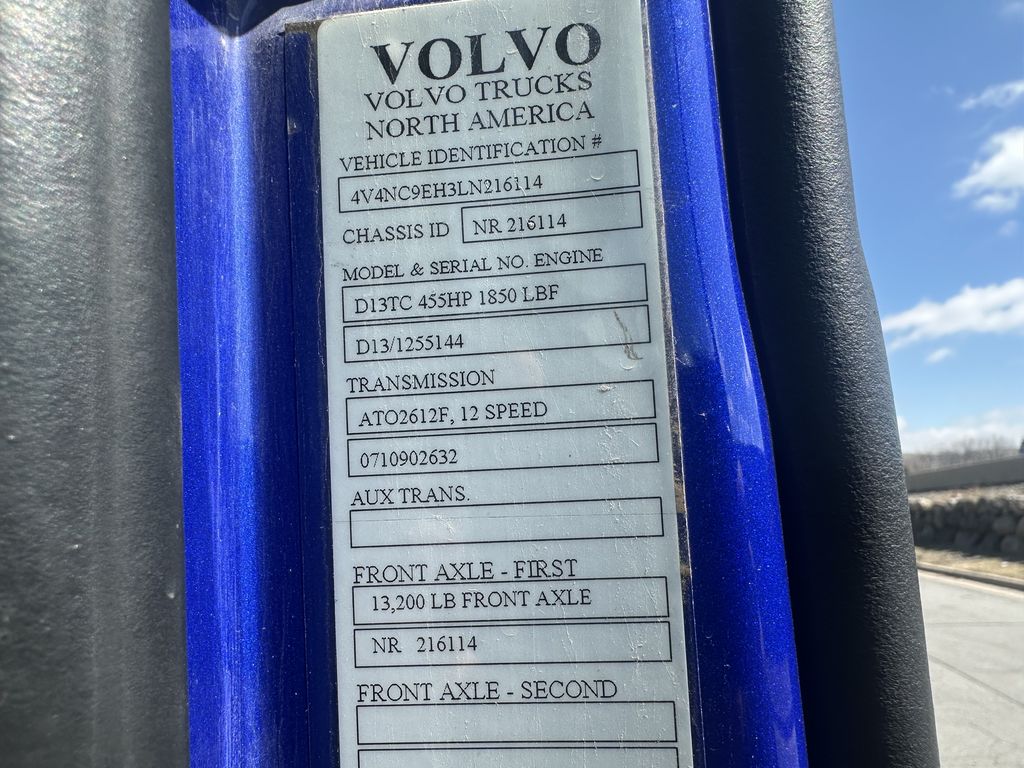 VOLVO
VOLVO TRUCKS
NORTH AMERICA
VEHICLE IDENTIFICATION #
4V4NC9EH3LN216114
CHASSIS ID NR 216114
MODEL & SERIAL NO. ENGINE
D13TC 455HP 1850 LBF
D13/1255144
TRANSMISSION
ATO2612F, 12 SPEED
0710902632
AUX TRANS.
FRONT AXLE - FIRST
13,200 LB FRONT AXLE
NR 216114
FRONT AXLE - SECOND